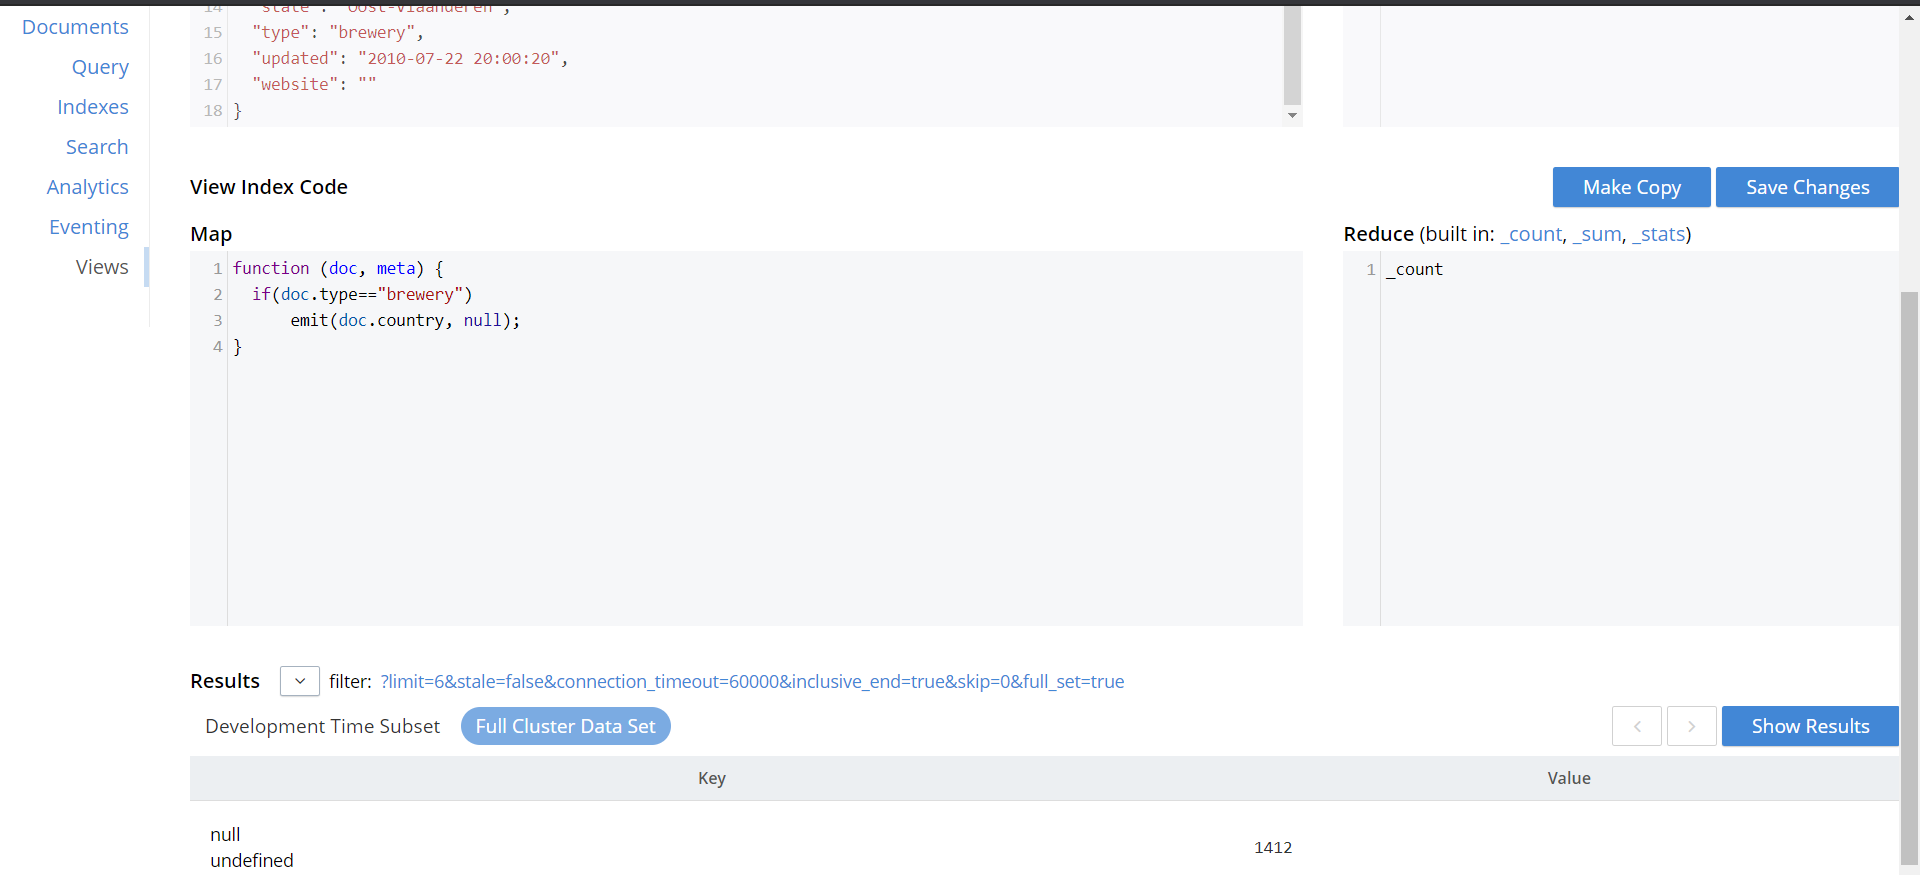 Documents
Query
Indexes
Search
Analytics
Eventing
Views
14 "state": "Oost-Vlaanderen",
15 "type": "brewery",
16 "updated": "2010-07-22 20:00:20",
17 "website": ""
18 }
View Index Code
Make Copy
Save Changes
Map
1 function (doc, meta) {
2 if(doc.type=="brewery")
3 emit(doc.country, null);
4 }
Reduce (built in: _count, _sum, _stats)
1 _count
Results filter: ?limit=6&stale=false&connection_timeout=60000&inclusive_end=true&skip=0&full_set=true
Development Time Subset Full Cluster Data Set
< > Show Results
Key Value
null
undefined
1412